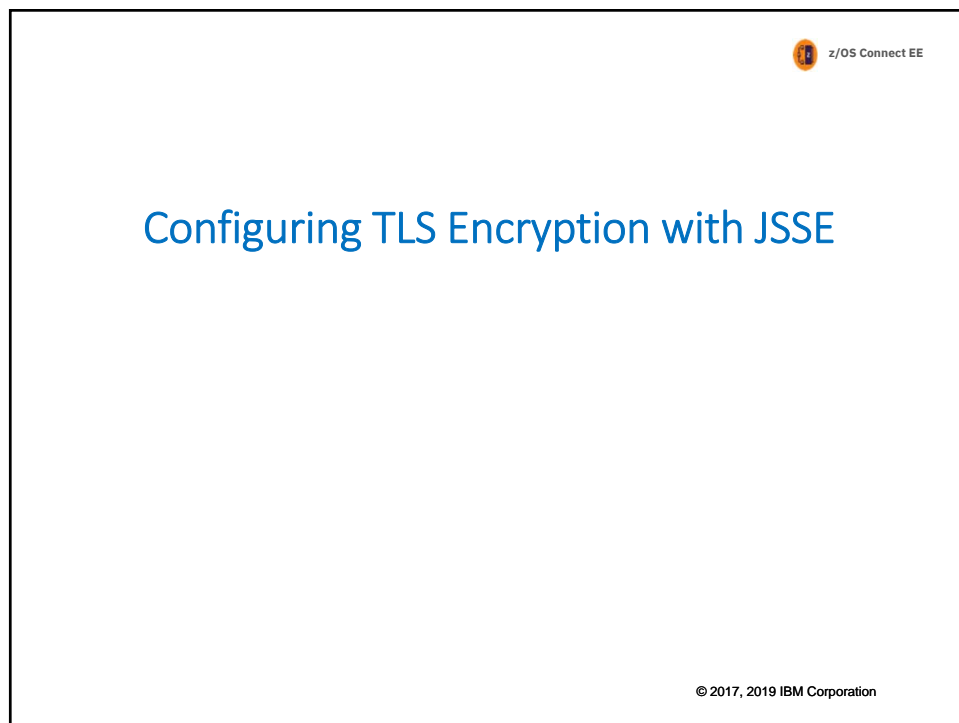 z/OS Connect EE
Configuring TLS Encryption with JSSE
© 2017, 2019 IBM Corporation